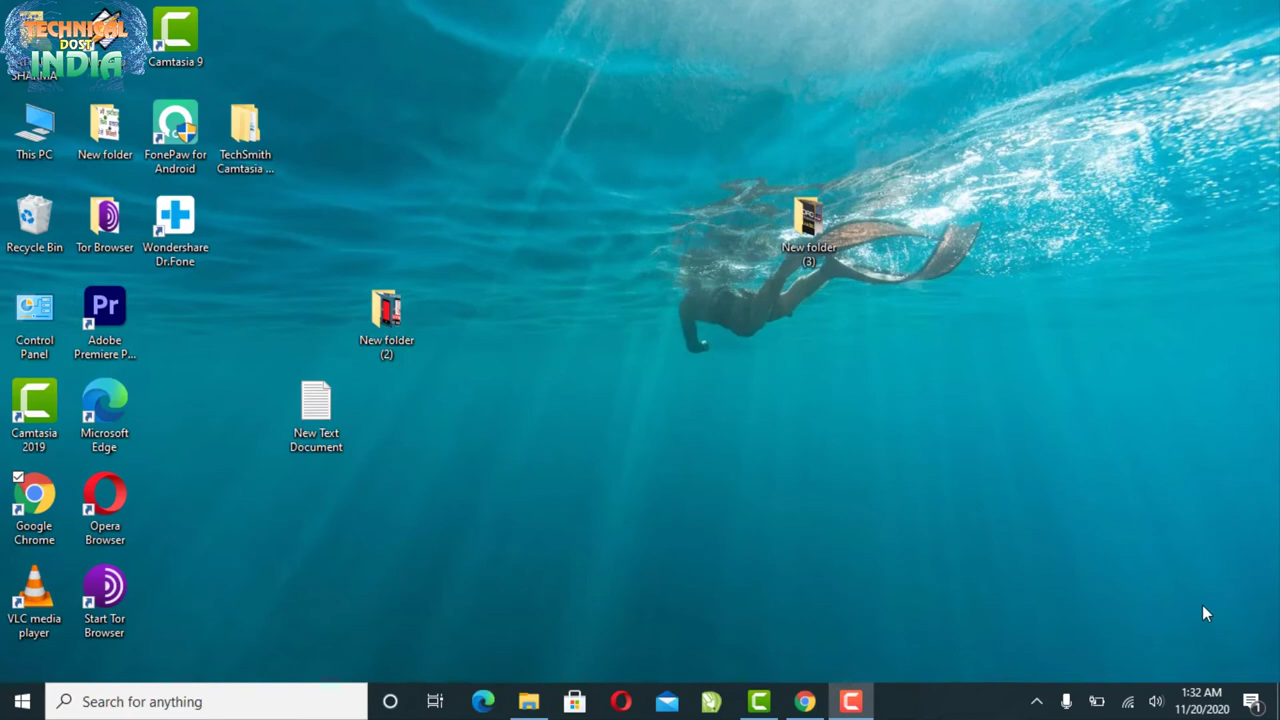 TECHNICAL
DOST
INDIA
SHARMA
Camtasia 9
This PC
New folder
FonePaw for
Android
TechSmith
Camtasia ...
Recycle Bin
Tor Browser
Wondershare
Dr.Fone
New folder
(3)
Control
Panel
Pr
Adobe
Premiere P...
New folder
(2)
Camtasia
2019
Microsoft
Edge
New Text
Document
Google
Chrome
Opera
Browser
VLC media
player
Start Tor
Browser
Search for anything
1:32 AM
11/20/2020
1